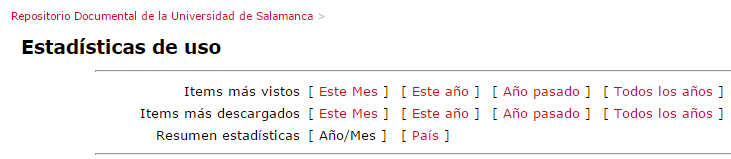 Repositorio Documental de la Universidad de Salamanca >
Estadísticas de uso
Items más vistos [ Este Mes ] [ Este año ] [ Año pasado ] [ Todos los años ]
Items más descargados [ Este Mes ] [ Este año ] [ Año pasado ] [ Todos los años ]
Resumen estadísticas [ Año/Mes ] [ País ]